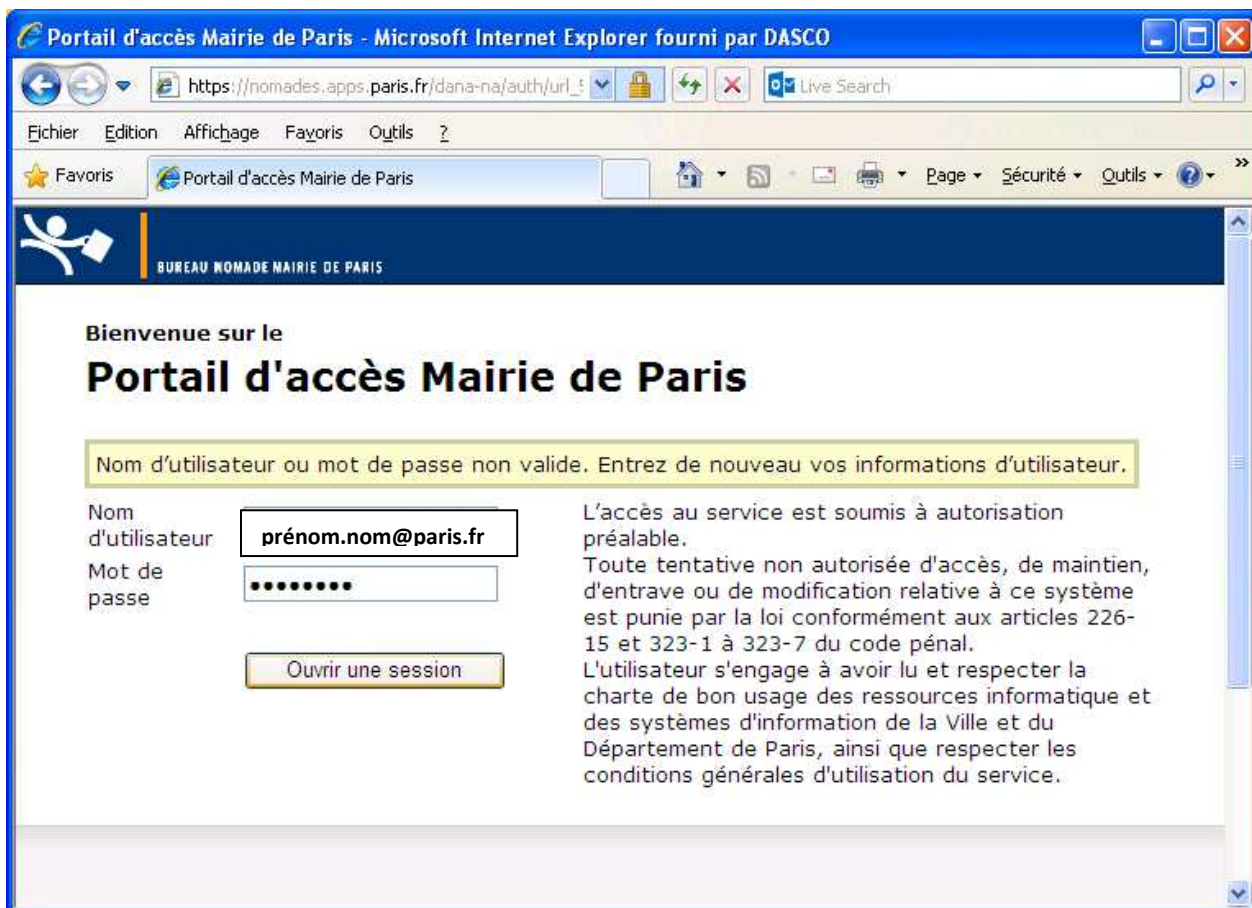 Portail d'accès Mairie de Paris - Microsoft Internet Explorer fourni par DASCO
https://nomades.apps.paris.fr/dana-na/auth/url_
Live Search
Fichier Edition Affichage Favoris Outils ?
Favoris
Portail d'accès Mairie de Paris
Page Sécurité Outils
BUREAU NOMADE MAIRIE DE PARIS
Bienvenue sur le
Portail d'accès Mairie de Paris
Nom d’utilisateur ou mot de passe non valide. Entrez de nouveau vos informations d’utilisateur.
Nom
d'utilisateur
prénom.nom@paris.fr
Mot de
passe
••••••••
Ouvrir une session
L’accès au service est soumis à autorisation
préalable.
Toute tentative non autorisée d'accès, de maintien,
d'entrave ou de modification relative à ce système
est punie par la loi conformément aux articles 226-
15 et 323-1 à 323-7 du code pénal.
L'utilisateur s'engage à avoir lu et respecter la
charte de bon usage des ressources informatique et
des systèmes d'information de la Ville et du
Département de Paris, ainsi que respecter les
conditions générales d'utilisation du service.